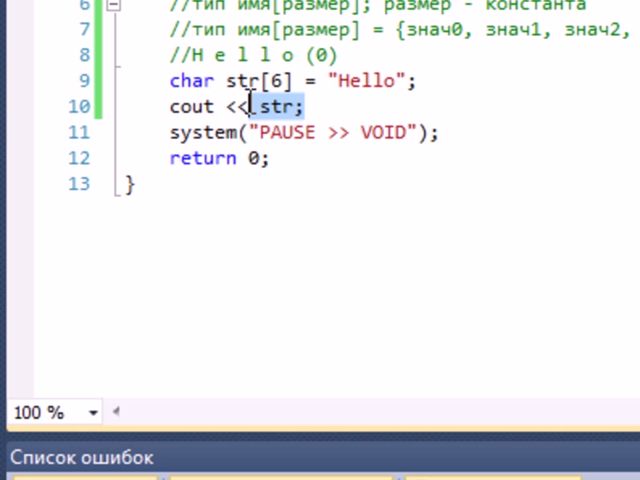 6 //тип имя[размер]; размер - константа
7 //тип имя[размер] = {знач0, знач1, знач2,
8 //H e l l o (0)
9 char str[6] = "Hello";
10 cout << str;
11 system("PAUSE >> VOID");
12 return 0;
13 }
100 %
Список ошибок